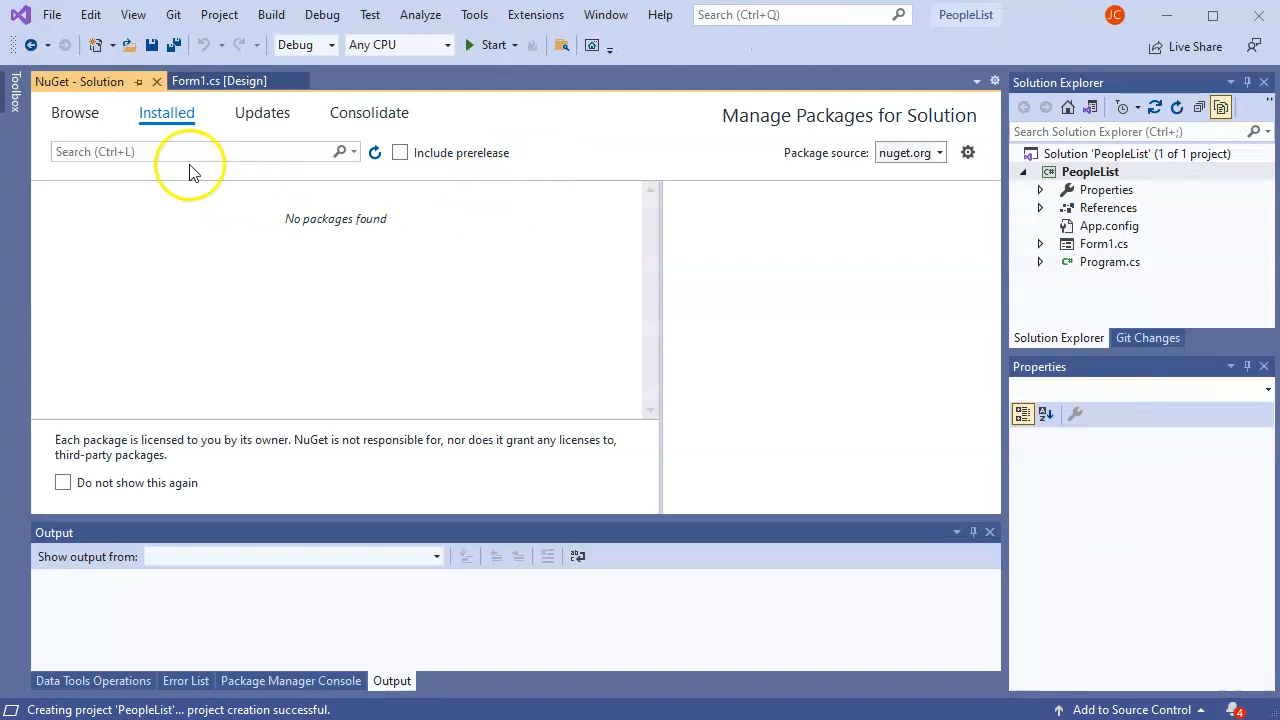 File Edit View Git Project Build Debug Test Analyze Tools Extensions Window Help Search (Ctrl+Q) PeopleList JC
Debug Any CPU Start Live Share
Toolbox
NuGet - Solution Form1.cs [Design]
Browse Installed Updates Consolidate Manage Packages for Solution
Search (Ctrl+L) Include prerelease Package source: nuget.org
No packages found
Each package is licensed to you by its owner. NuGet is not responsible for, nor does it grant any licenses to,
third-party packages.
Do not show this again
Output
Show output from:
Data Tools Operations Error List Package Manager Console Output
Solution Explorer
Search Solution Explorer (Ctrl+;)
Solution 'PeopleList' (1 of 1 project)
C# PeopleList
Properties
References
App.config
Form1.cs
C# Program.cs
Solution Explorer Git Changes
Properties
Creating project 'PeopleList'... project creation successful. Add to Source Control 4